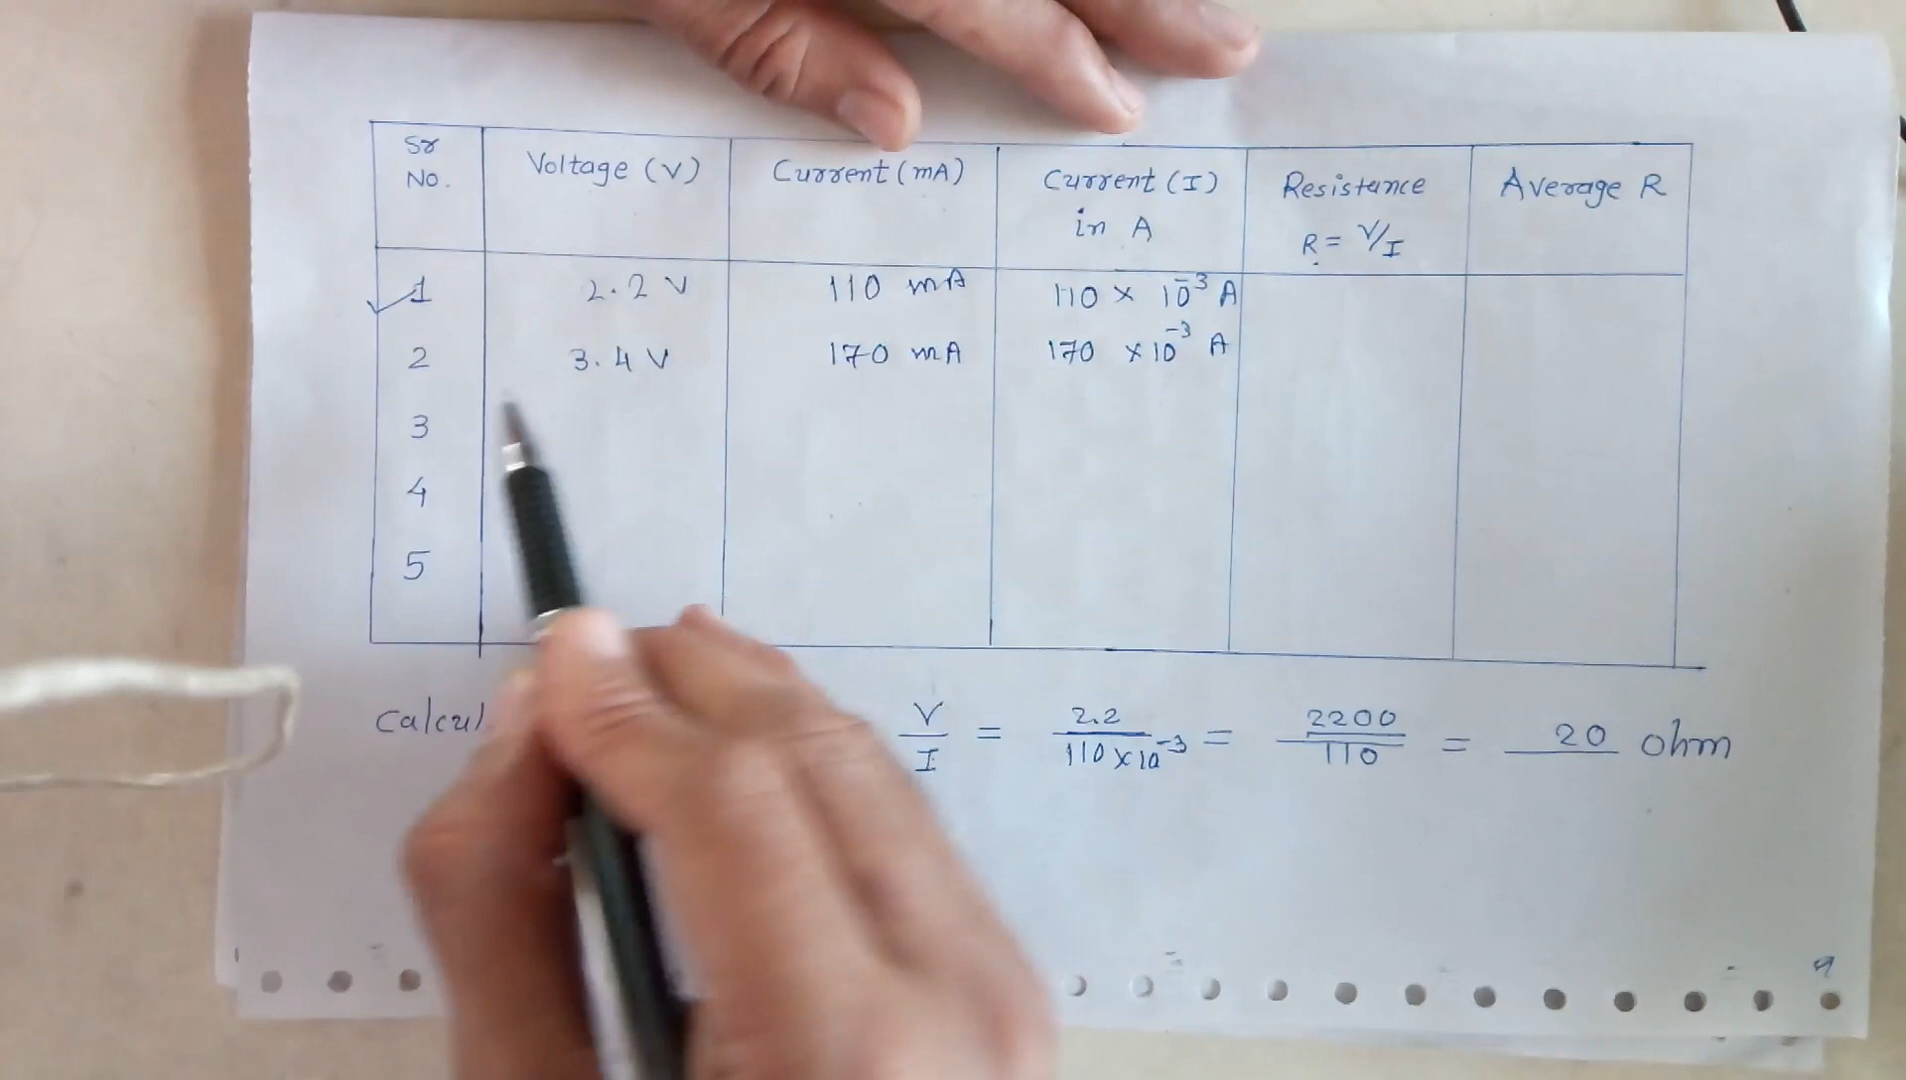 Sr No. Voltage (V) Current (mA) Current (I) in A Resistance R = V/I Average R
1 2.2 V 110 mA 110 × 10⁻³ A
2 3.4 V 170 mA 170 × 10⁻³ A
3
4
5
Calcul V/I = 2.2/110×10⁻³ = 2200/110 = 20 ohm